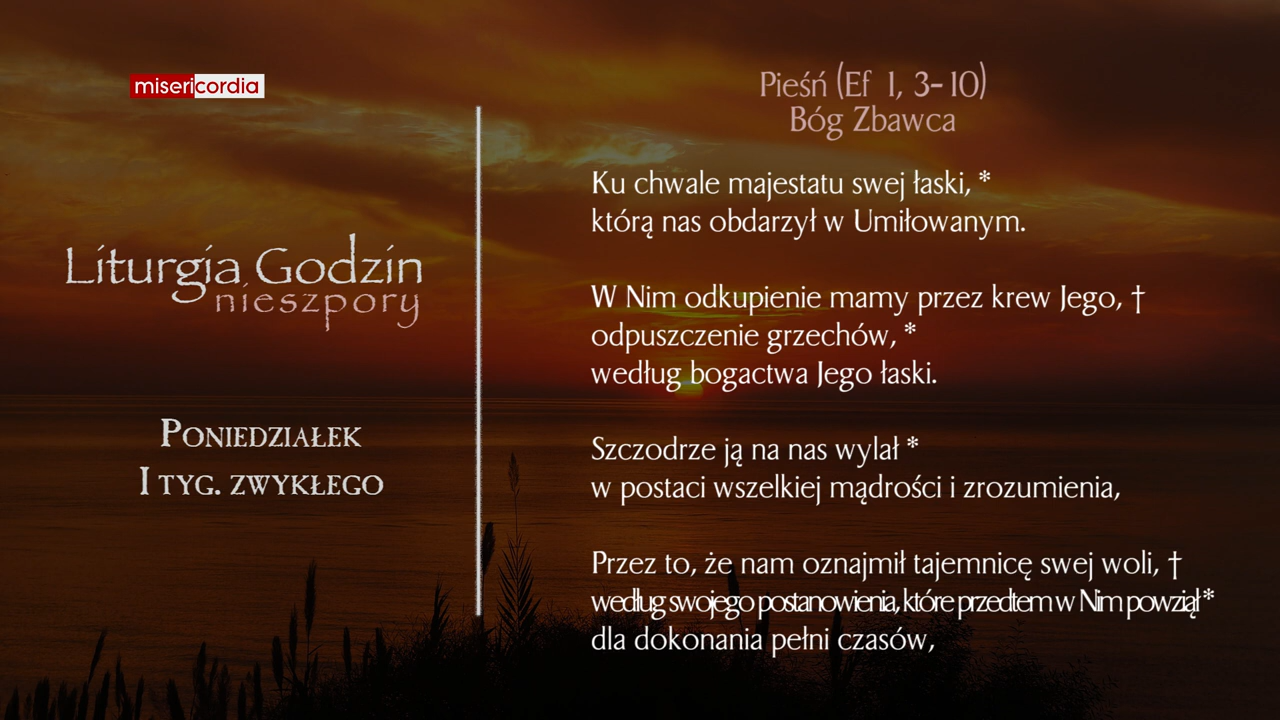 misericordia
Liturgia Godzin
nieszpory
Poniedziałek
I tyg. zwykłego
Pieśń (Ef 1, 3-10)
Bóg Zbawca
Ku chwale majestatu swej łaski, *
którą nas obdarzył w Umiłowanym.
W Nim odkupienie mamy przez krew Jego, †
odpuszczenie grzechów, *
według bogactwa Jego łaski.
Szczodrze ją na nas wylał *
w postaci wszelkiej mądrości i zrozumienia,
Przez to, że nam oznajmił tajemnicę swej woli, †
według swojego postanowienia, które przedtem w Nim powziął *
dla dokonania pełni czasów,